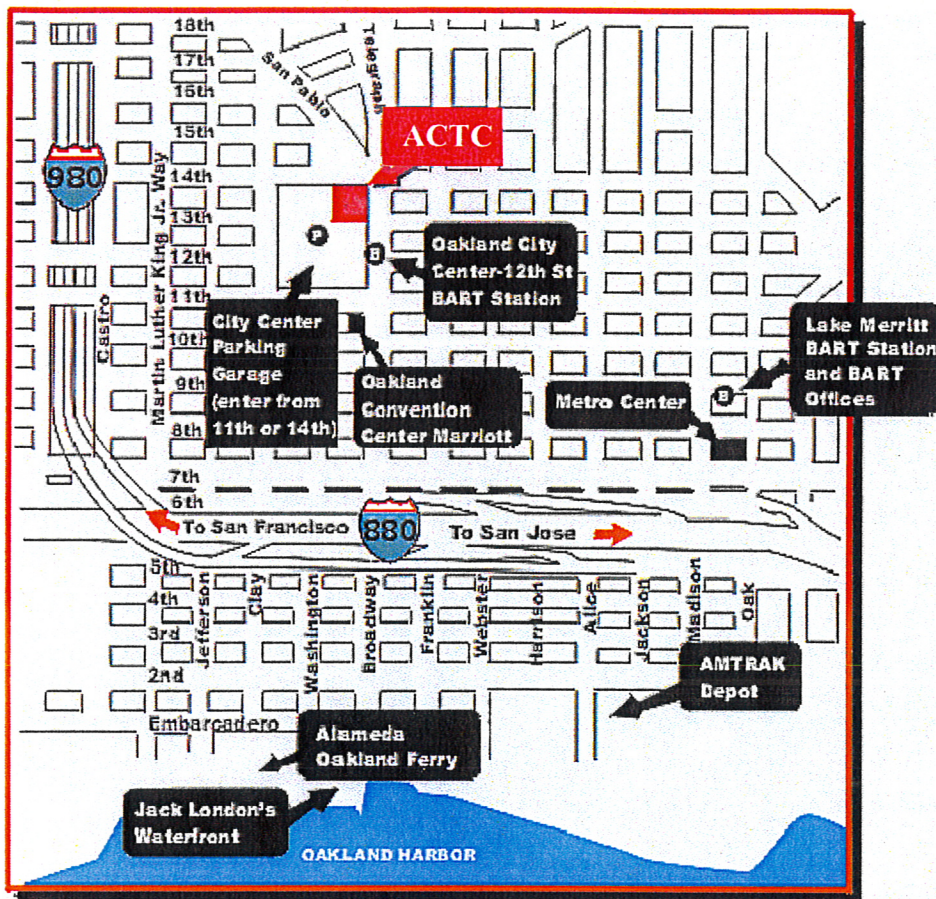 18th
17th
16th
15th
14th
13th
12th
11th
10th
9th
8th
7th
6th
5th
4th
3rd
2nd
Embarcadero
San Pablo
Telegraph
ACTC
980
Martin Luther King Jr. Way
Castro
P
B
Oakland City
Center-12th St
BART Station
City Center
Parking
Garage
(enter from
11th or 14th)
Oakland
Convention
Center Marriott
Metro Center
B
Lake Merritt
BART Station
and BART
Offices
To San Francisco
880
To San Jose
Jefferson
Clay
Washington
Broadway
Franklin
Webster
Harrison
Alice
Jackson
Madison
Oak
AMTRAK
Depot
Alameda
Oakland Ferry
Jack London's
Waterfront
OAKLAND HARBOR